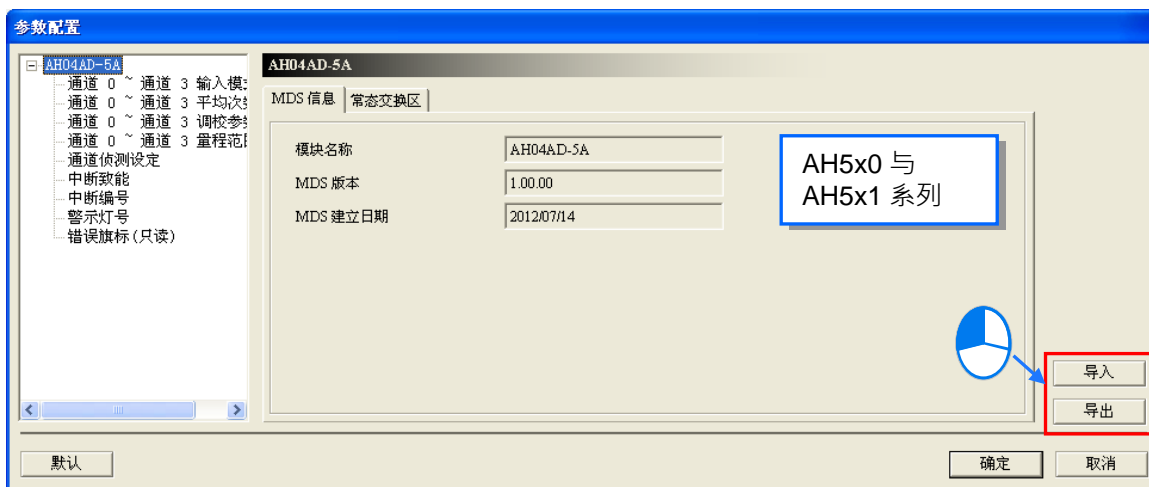 参数配置
AH04AD-5A
通道 0 ~ 通道 3 输入模
通道 0 ~ 通道 3 平均次
通道 0 ~ 通道 3 调校参
通道 0 ~ 通道 3 量程范
通道侦测设定
中断致能
中断编号
警示灯号
错误旗标(只读)
AH04AD-5A
MDS 信息 常态交换区
模块名称 AH04AD-5A
MDS 版本 1.00.00
MDS 建立日期 2012/07/14
AH5x0 与
AH5x1 系列
导入
导出
默认 确定 取消